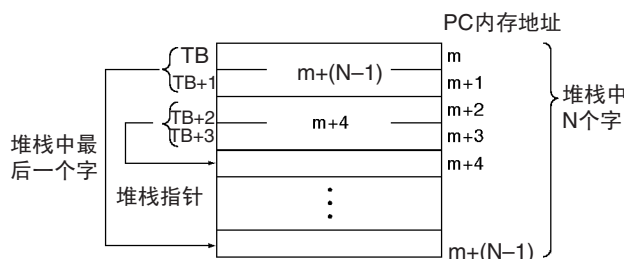 PC内存地址
TB
TB+1
m+(N–1)
m
m+1
TB+2
TB+3
m+4
m+2
m+3
m+4
堆栈中
N个字
堆栈中最
后一个字
堆栈指针
m+(N–1)